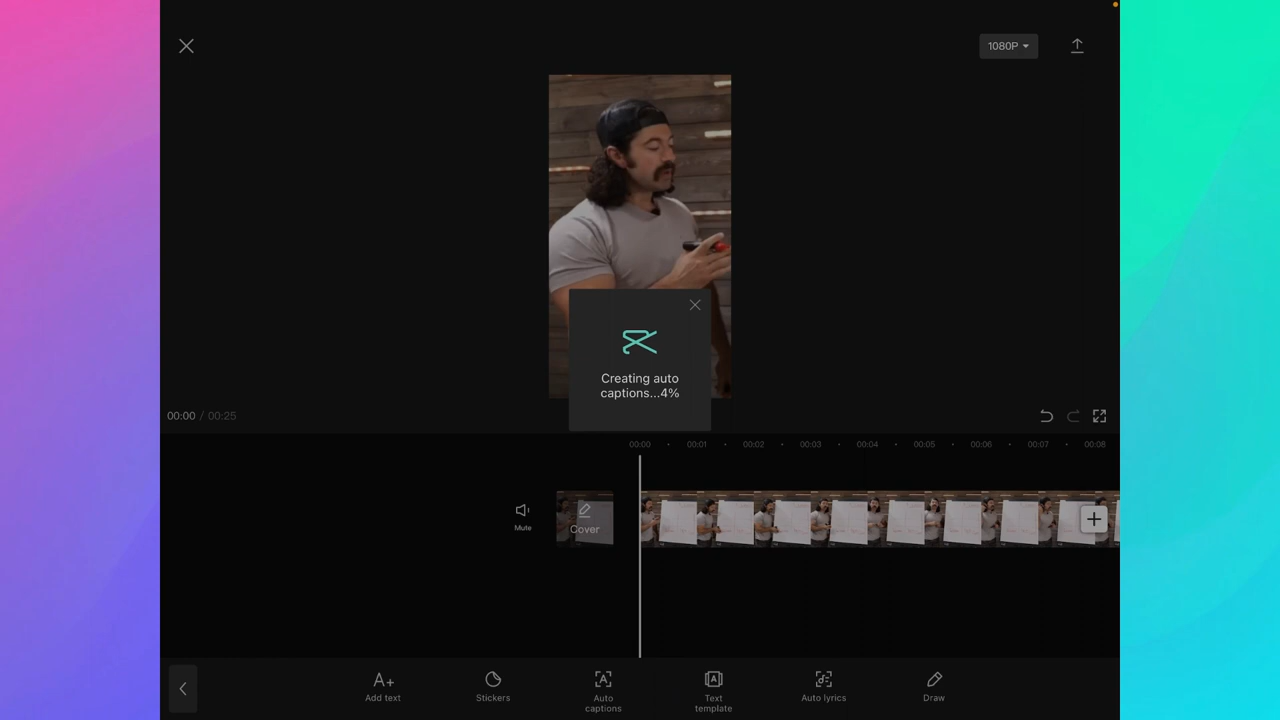 1080P
Creating auto
captions...4%
00:00 / 00:25
00:00 00:01 00:02 00:03 00:04 00:05 00:06 00:07 00:08
Mute
Cover
Add text
Stickers
Auto
captions
Text
template
Auto lyrics
Draw